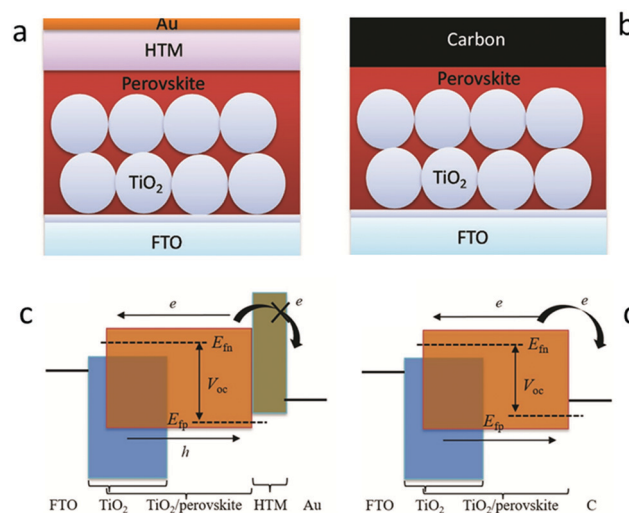 a
Au
HTM
Perovskite
TiO₂
FTO
b
Carbon
Perovskite
TiO₂
FTO
c
e
e
Efn
Voc
Efp
h
FTO TiO₂ TiO₂/perovskite HTM Au
e
e
Efn
Voc
Efp
FTO TiO₂ TiO₂/perovskite C